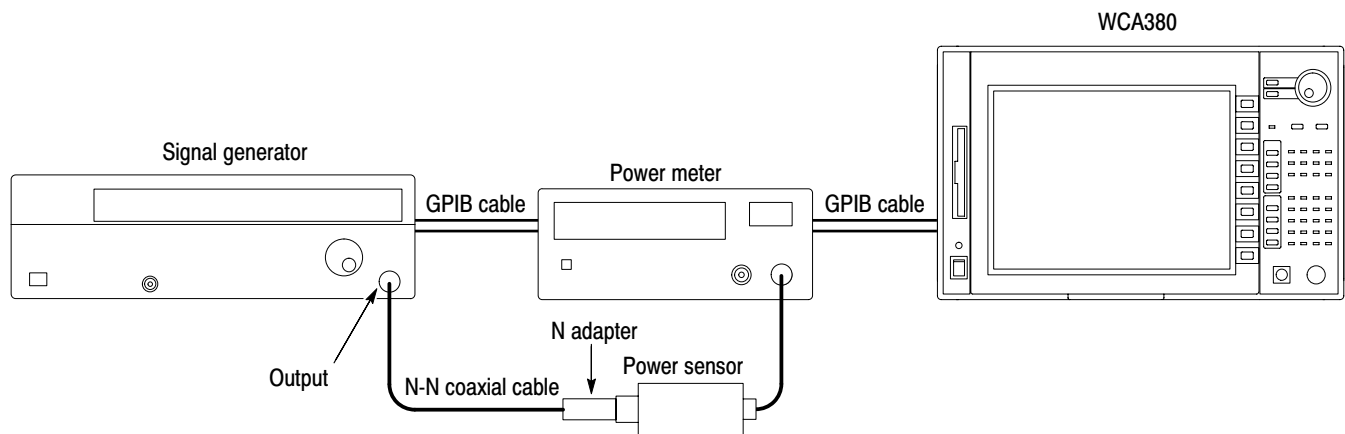 WCA380
Signal generator
Power meter
GPIB cable
GPIB cable
N adapter
Power sensor
Output
N-N coaxial cable